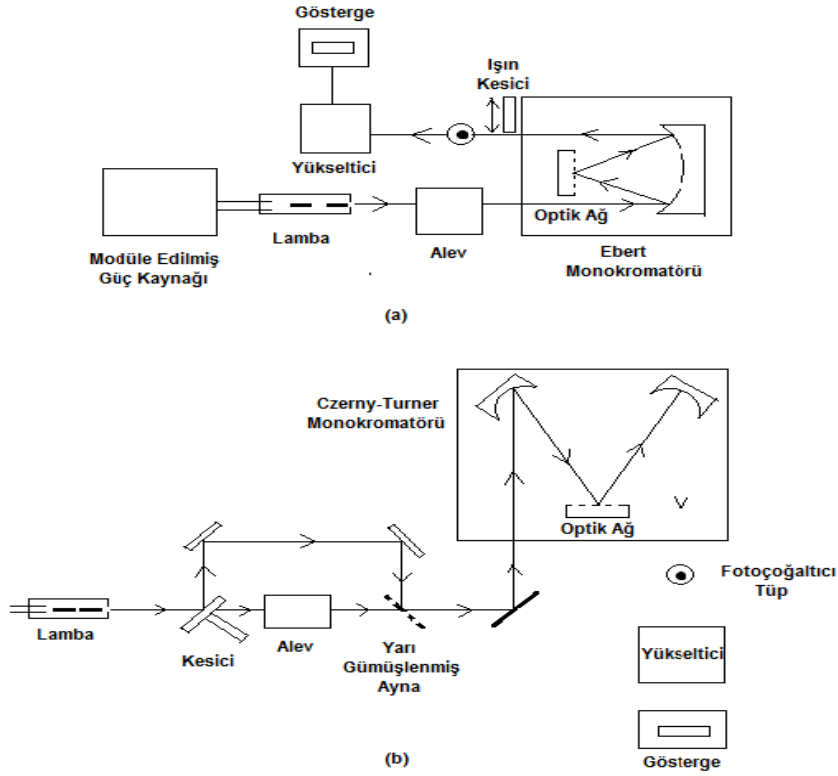 Gösterge
Işın
Kesici
Yükseltici
Optik Ağ
Lamba
Alev
Ebert
Monokromatörü
Modüle Edilmiş
Güç Kaynağı
(a)
Czerny-Turner
Monokromatörü
Optik Ağ
Fotoçoğaltıcı
Tüp
Lamba
Kesici
Alev
Yarı
Gümüşlenmiş
Ayna
Yükseltici
(b)
Gösterge